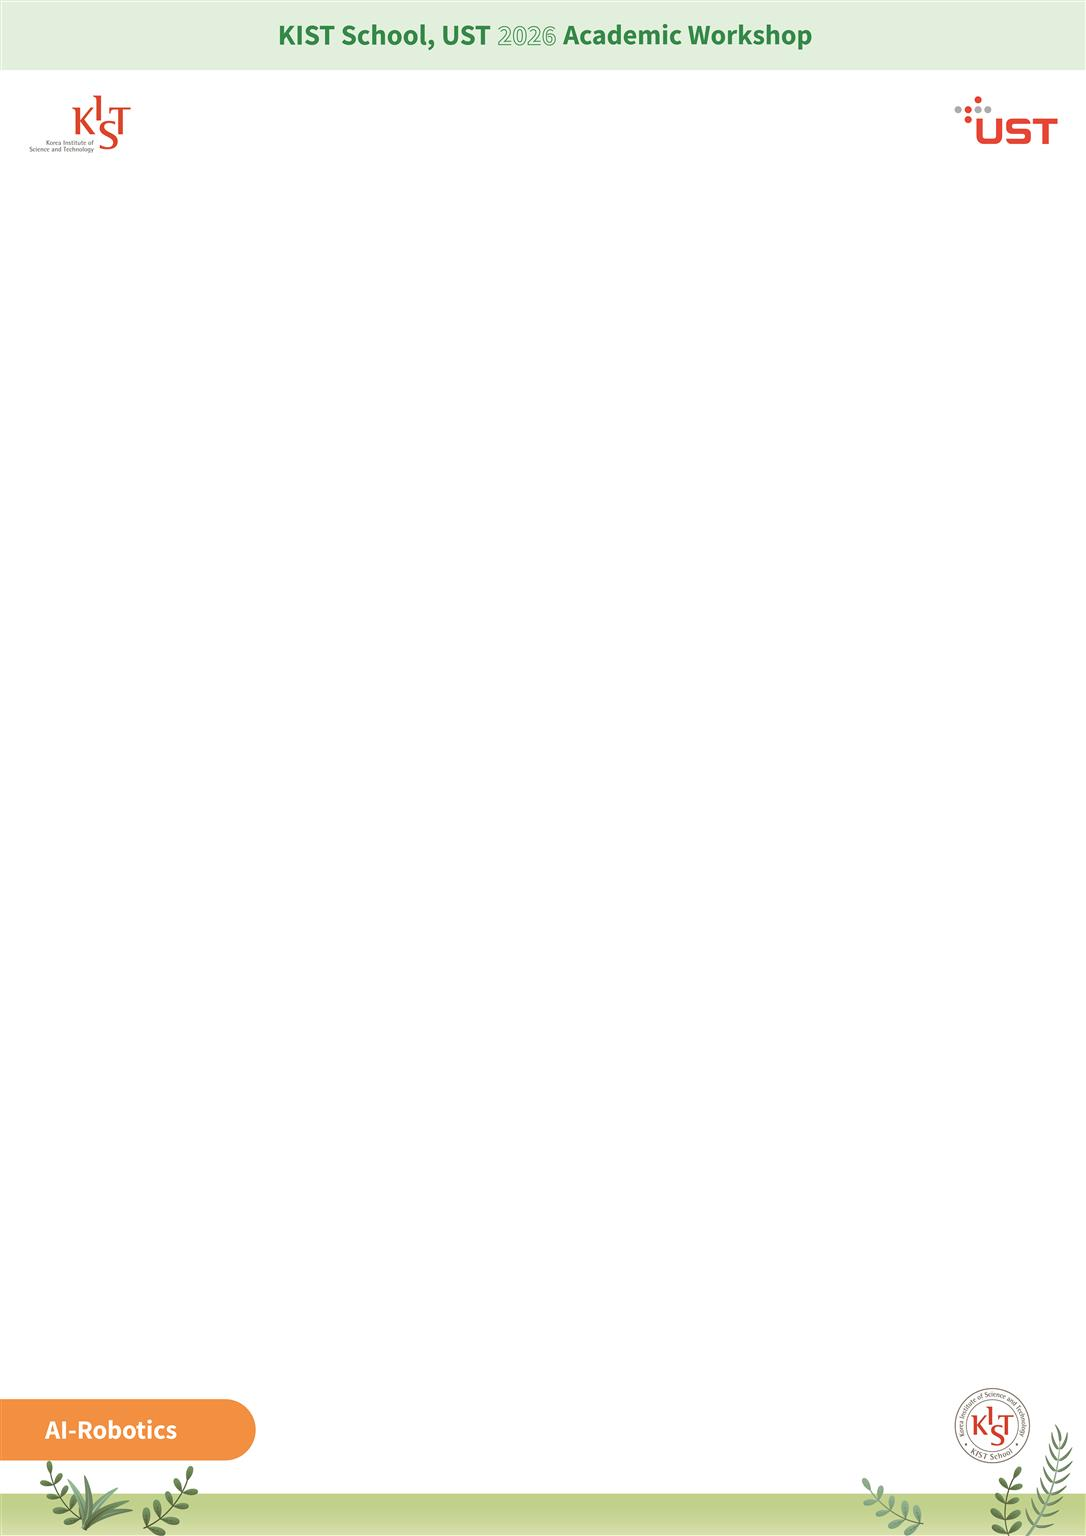 KIST School, UST 2026 Academic Workshop
KIST
Korea Institute of
Science and Technology
UST
AI-Robotics
Korea Institute of Science and Technology
KIST
• KIST School •